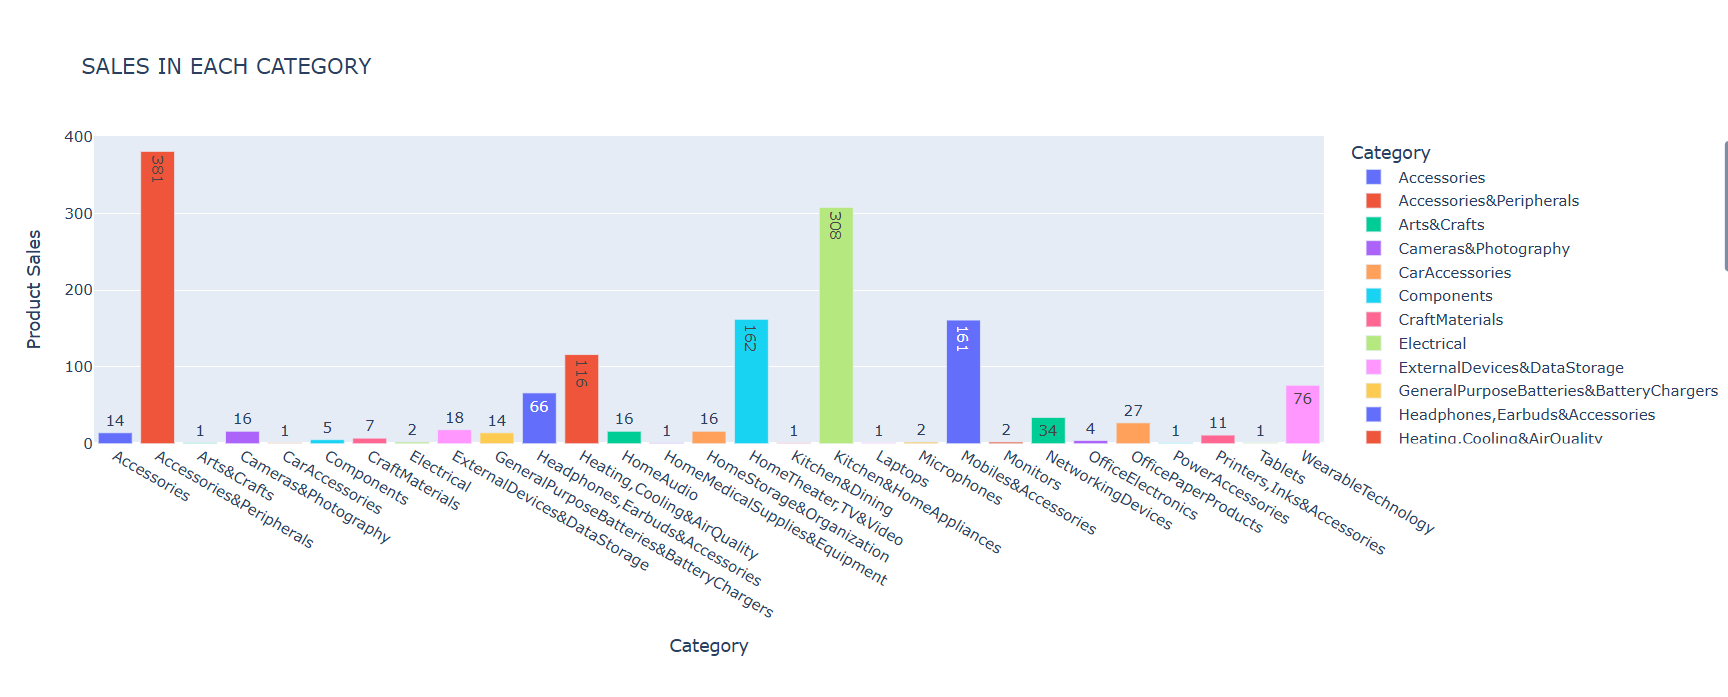 SALES IN EACH CATEGORY
Product Sales
400
300
200
100
0
14
381
1
16
1
5
7
2
18
14
66
116
16
1
16
162
1
308
1
2
161
2
34
4
27
1
11
1
76
Accessories
Accessories&Peripherals
Arts&Crafts
Cameras&Photography
CarAccessories
Components
CraftMaterials
Electrical
ExternalDevices&DataStorage
GeneralPurposeBatteries&BatteryChargers
Headphones,Earbuds&Accessories
Heating,Cooling&AirQuality
HomeAudio
HomeMedicalSupplies&Equipment
HomeStorage&Organization
HomeTheater,TV&Video
Kitchen&Dining
Kitchen&HomeAppliances
Laptops
Microphones
Mobiles&Accessories
Monitors
NetworkingDevices
OfficeElectronics
OfficePaperProducts
PowerAccessories
Printers,Inks&Accessories
Tablets
WearableTechnology
Category
Category
Accessories
Accessories&Peripherals
Arts&Crafts
Cameras&Photography
CarAccessories
Components
CraftMaterials
Electrical
ExternalDevices&DataStorage
GeneralPurposeBatteries&BatteryChargers
Headphones,Earbuds&Accessories
Heating,Cooling&AirQuality